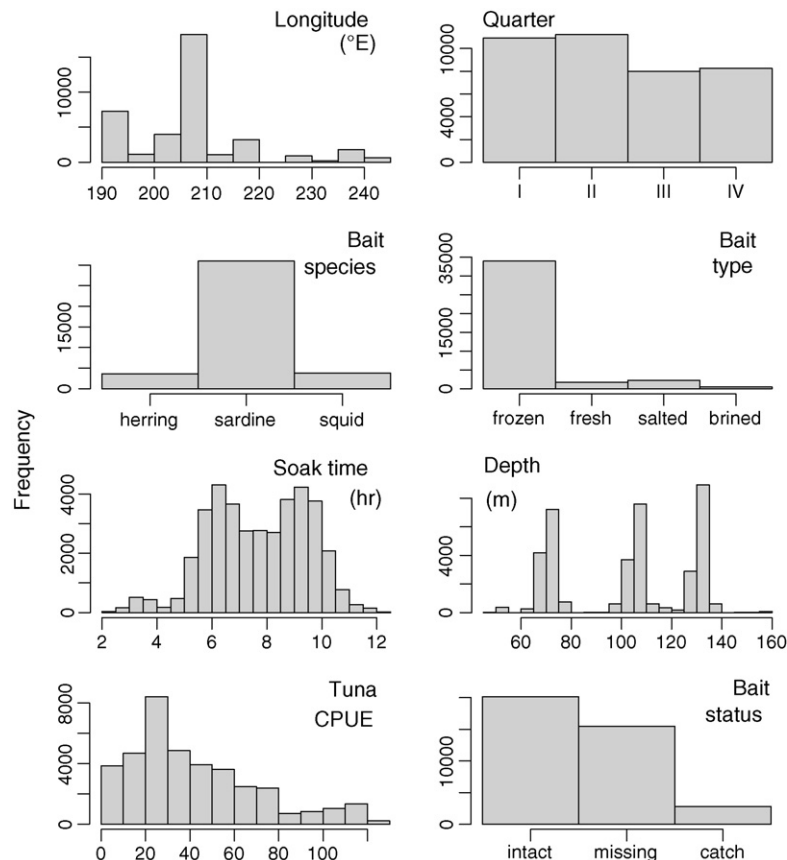 Longitude
(°E)
0
10000
190 200 210 220 230 240
Quarter
0
4000
10000
I II III IV
Bait
species
0
15000
herring sardine squid
Bait
type
0
15000
35000
frozen fresh salted brined
Frequency
Soak time
(hr)
0
2000
4000
2 4 6 8 10 12
Depth
(m)
0
4000
60 80 100 120 140 160
Tuna
CPUE
0
4000
8000
0 20 40 60 80 100
Bait
status
0
10000
intact missing catch